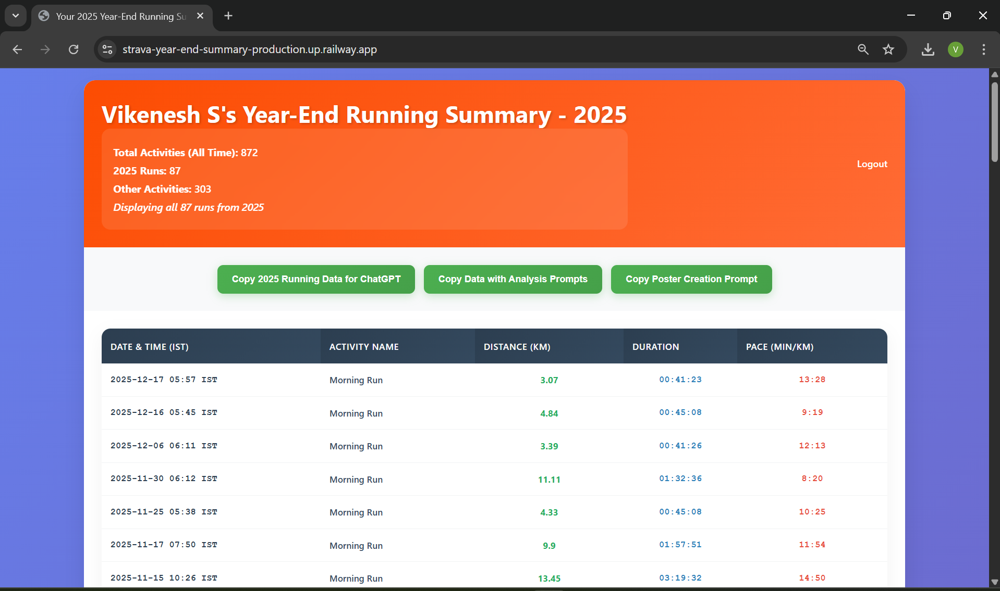 Your 2025 Year-End Running Su
strava-year-end-summary-production.up.railway.app
V
Vikenesh S's Year-End Running Summary - 2025
Total Activities (All Time): 872
2025 Runs: 87
Other Activities: 303
Displaying all 87 runs from 2025
Logout
Copy 2025 Running Data for ChatGPT Copy Data with Analysis Prompts Copy Poster Creation Prompt
DATE & TIME (IST) ACTIVITY NAME DISTANCE (KM) DURATION PACE (MIN/KM)
2025-12-17 05:57 IST Morning Run 3.07 00:41:23 13:28
2025-12-16 05:45 IST Morning Run 4.84 00:45:08 9:19
2025-12-06 06:11 IST Morning Run 3.39 00:41:26 12:13
2025-11-30 06:12 IST Morning Run 11.11 01:32:36 8:20
2025-11-25 05:38 IST Morning Run 4.33 00:45:08 10:25
2025-11-17 07:50 IST Morning Run 9.9 01:57:51 11:54
2025-11-15 10:26 IST Morning Run 13.45 03:19:32 14:50